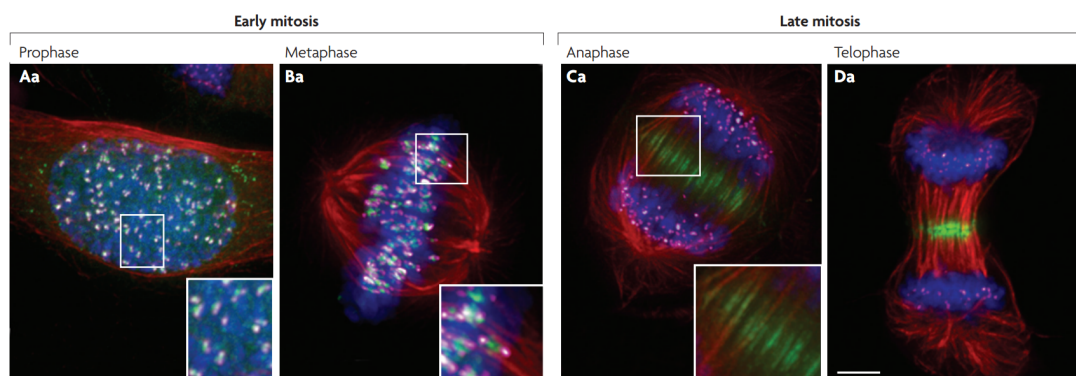 Early mitosis
Late mitosis
Prophase
Metaphase
Anaphase
Telophase
Aa
Ba
Ca
Da